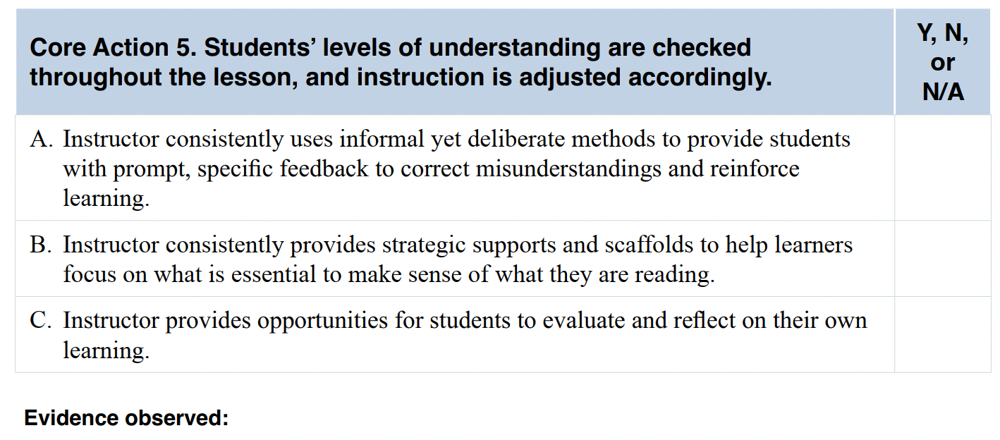 Core Action 5. Students’ levels of understanding are checked
throughout the lesson, and instruction is adjusted accordingly.
Y, N,
or
N/A
A. Instructor consistently uses informal yet deliberate methods to provide students
with prompt, specific feedback to correct misunderstandings and reinforce
learning.
B. Instructor consistently provides strategic supports and scaffolds to help learners
focus on what is essential to make sense of what they are reading.
C. Instructor provides opportunities for students to evaluate and reflect on their own
learning.
Evidence observed: